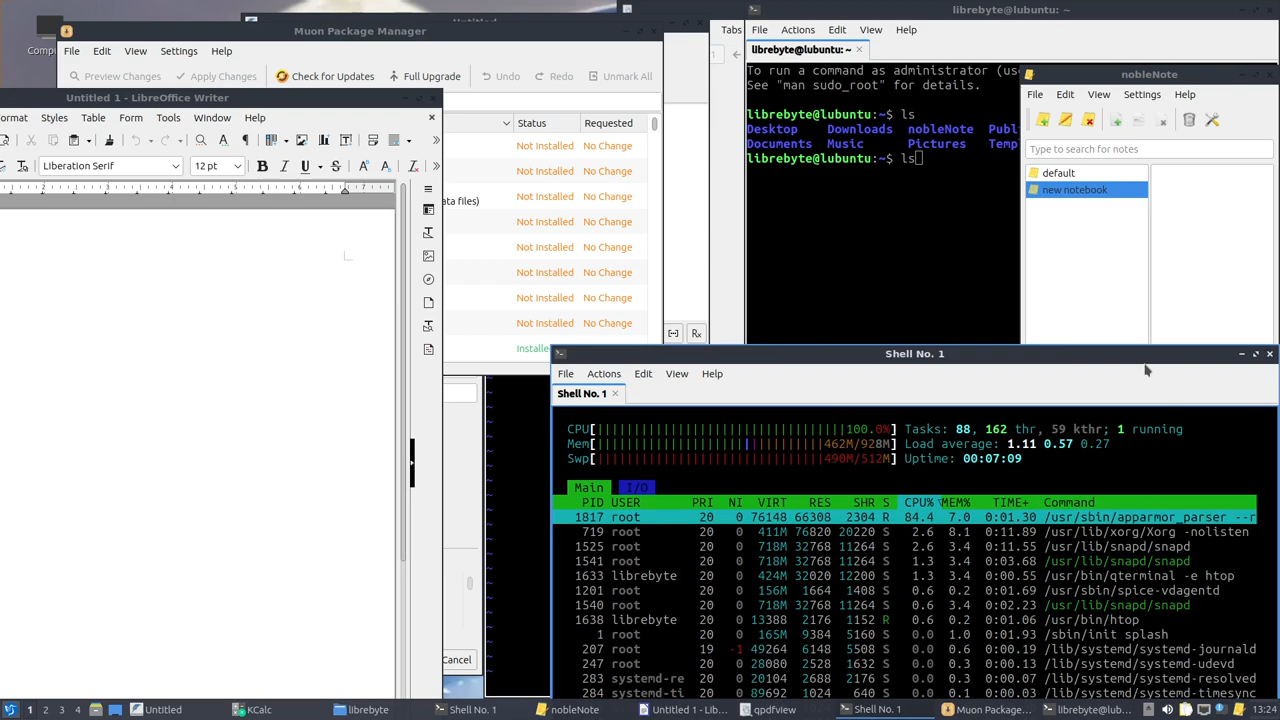 Comp
Untitled
librebyte@lubuntu: ~
Muon Package Manager
File Edit View Settings Help
Preview Changes Apply Changes Check for Updates Full Upgrade Undo Redo Unmark All
Status Requested
Not Installed No Change
Not Installed No Change
ata files) Not Installed No Change
Not Installed No Change
Not Installed No Change
Not Installed No Change
Not Installed No Change
Not Installed No Change
Installe
Untitled 1 - LibreOffice Writer
ormat Styles Table Form Tools Window Help
Liberation Serif 12 pt B I U S A A
7
Cancel
Tabs File Actions Edit View Help
1
librebyte@lubuntu: ~
To run a command as administrator (use
See "man sudo_root" for details.
librebyte@lubuntu:~$ ls
Desktop Downloads nobleNote Publ
Documents Music Pictures Temp
librebyte@lubuntu:~$ ls
nobleNote
File Edit View Settings Help
Type to search for notes
default
new notebook
Shell No. 1
File Actions Edit View Help
Shell No. 1
CPU[||||||||||||||||||||||||||||||||||100.0%] Tasks: 88, 162 thr, 59 kthr; 1 running
Mem[||||||||||||||||||||||||||||||462M/928M] Load average: 1.11 0.57 0.27
Swp[||||||||||||||||||||||||||||||490M/512M] Uptime: 00:07:09
Main I/O
PID USER PRI NI VIRT RES SHR S CPU%▽MEM% TIME+ Command
1817 root 20 0 76148 66308 2304 R 84.4 7.0 0:01.30 /usr/sbin/apparmor_parser --r
719 root 20 0 411M 76820 20220 S 2.6 8.1 0:11.89 /usr/lib/xorg/Xorg -nolisten
1525 root 20 0 718M 32768 11264 S 2.6 3.4 0:11.55 /usr/lib/snapd/snapd
1541 root 20 0 718M 32768 11264 S 1.3 3.4 0:03.68 /usr/lib/snapd/snapd
1633 librebyte 20 0 424M 32020 12200 S 1.3 3.4 0:00.55 /usr/bin/qterminal -e htop
1201 root 20 0 156M 1664 1408 S 0.6 0.2 0:01.69 /usr/sbin/spice-vdagentd
1540 root 20 0 718M 32768 11264 S 0.6 3.4 0:02.23 /usr/lib/snapd/snapd
1638 librebyte 20 0 13388 2176 1152 R 0.6 0.2 0:01.06 /usr/bin/htop
1 root 20 0 165M 9384 5160 S 0.0 1.0 0:01.93 /sbin/init splash
207 root 19 -1 49264 6148 5508 S 0.0 0.6 0:00.19 /lib/systemd/systemd-journald
247 root 20 0 28080 2528 1632 S 0.0 0.3 0:00.13 /lib/systemd/systemd-udevd
283 systemd-re 20 0 20104 2688 2176 S 0.0 0.3 0:00.07 /lib/systemd/systemd-resolved
284 systemd-ti 20 0 89692 1024 640 S 0.0 0.1 0:00.03 /lib/systemd/systemd-timesync
1 2 3 4 Untitled KCalc librebyte Shell No. 1 nobleNote Untitled 1 - Lib... qpdfview Shell No. 1 Muon Package... librebyte@lubu... 13:24